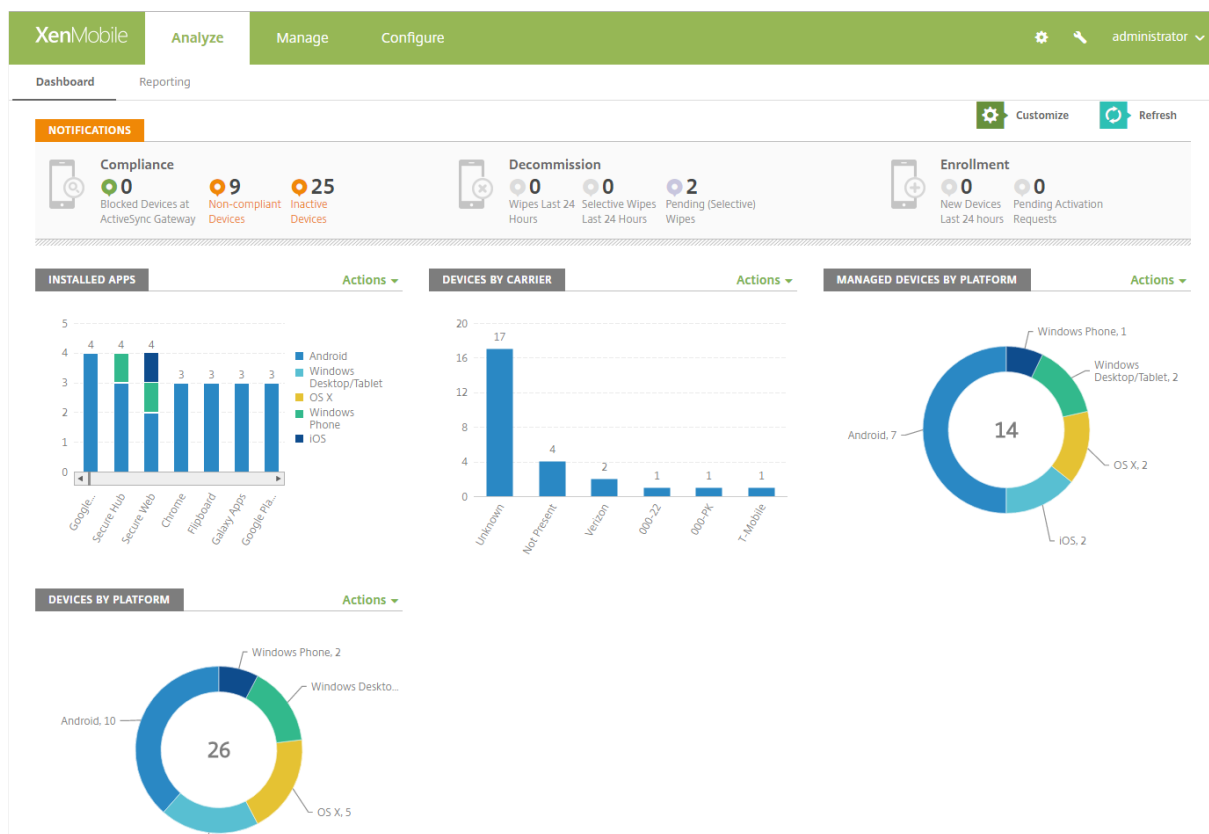 XenMobile Analyze Manage Configure administrator
Dashboard Reporting
Customize Refresh
NOTIFICATIONS
Compliance
0 9 25
Blocked Devices at Non-compliant Inactive
ActiveSync Gateway Devices Devices
Decommission
0 0 2
Wipes Last 24 Selective Wipes Pending (Selective)
Hours Last 24 Hours Wipes
Enrollment
0 0
New Devices Pending Activation
Last 24 hours Requests
INSTALLED APPS Actions
5
4
3
2
1
0
4 4 4 3 3 3 3
Google... Secure Hub Secure Web Chrome Flipboard Galaxy Apps Google Pla...
Android
Windows
Desktop/Tablet
OS X
Windows
Phone
iOS
DEVICES BY CARRIER Actions
20
16
12
8
4
0
17 4 2 1 1 1
Unknown Not Present Verizon 000-22 000-PK T-Mobile
MANAGED DEVICES BY PLATFORM Actions
Windows Phone, 1
Windows
Desktop/Tablet, 2
Android, 7
14
OS X, 2
iOS, 2
DEVICES BY PLATFORM Actions
Windows Phone, 2
Windows Deskto...
Android, 10
26
OS X, 5